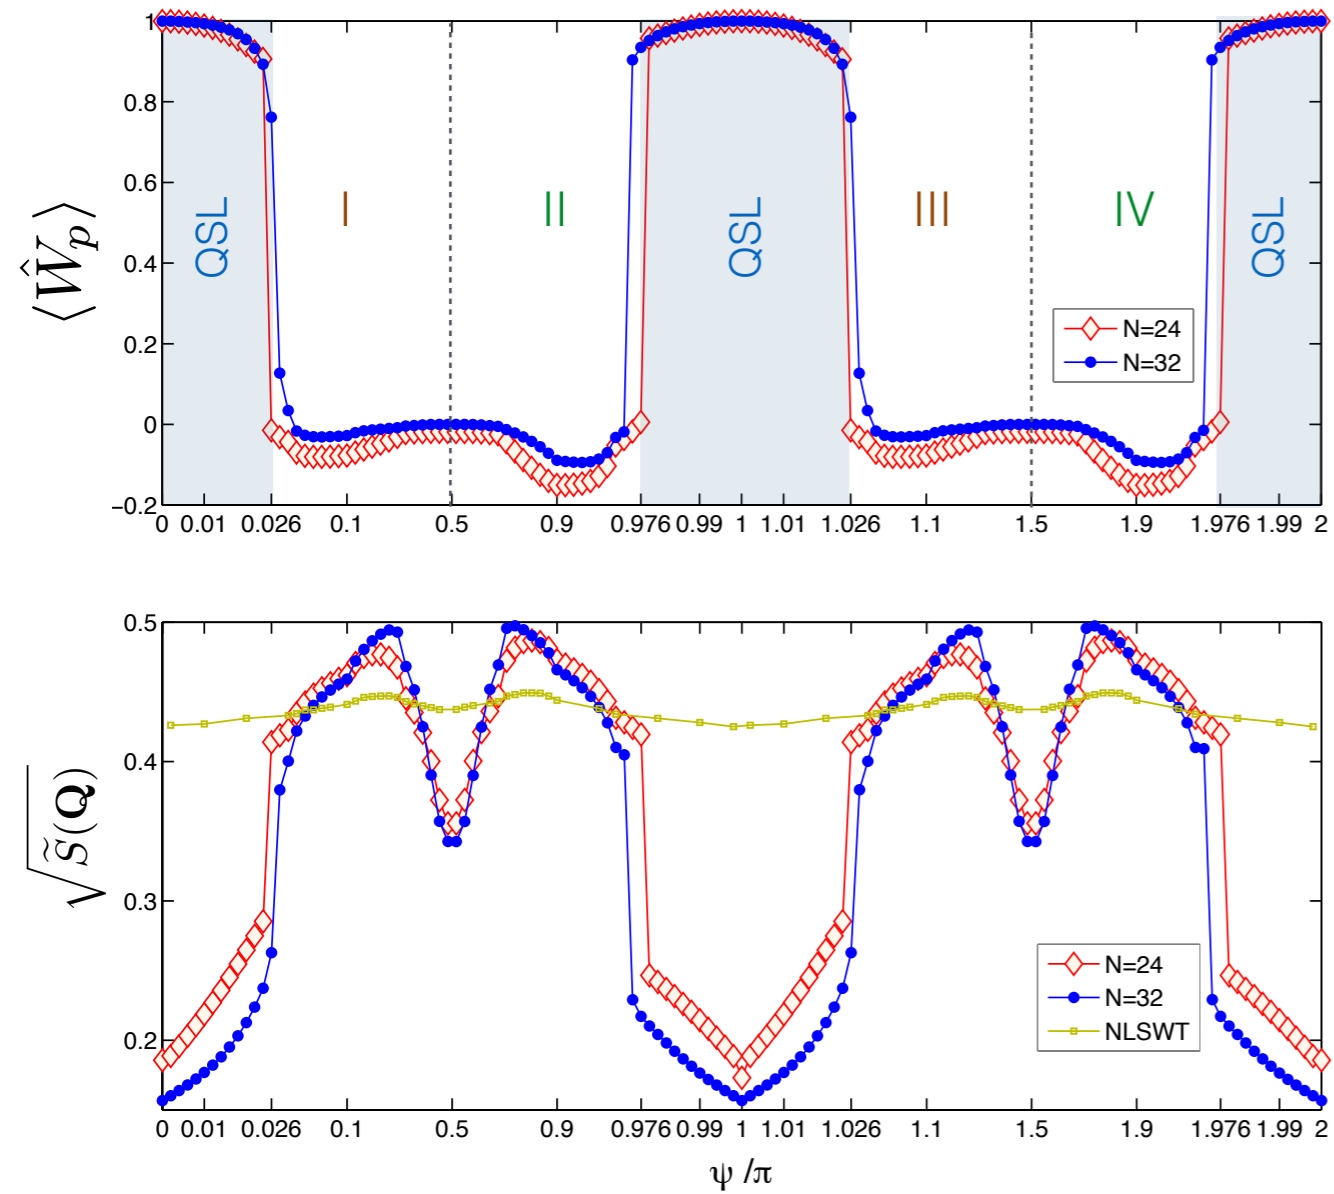 ⟨Ŵp⟩
1
0.8
0.6
0.4
0.2
0
−0.2
QSL
I
II
QSL
III
IV
QSL
N=24
N=32
0 0.01 0.026 0.1 0.5 0.9 0.976 0.99 1 1.01 1.026 1.1 1.5 1.9 1.976 1.99 2
√S̃(Q)
0.5
0.4
0.3
0.2
N=24
N=32
NLSWT
0 0.01 0.026 0.1 0.5 0.9 0.976 0.99 1 1.01 1.026 1.1 1.5 1.9 1.976 1.99 2
ψ /π